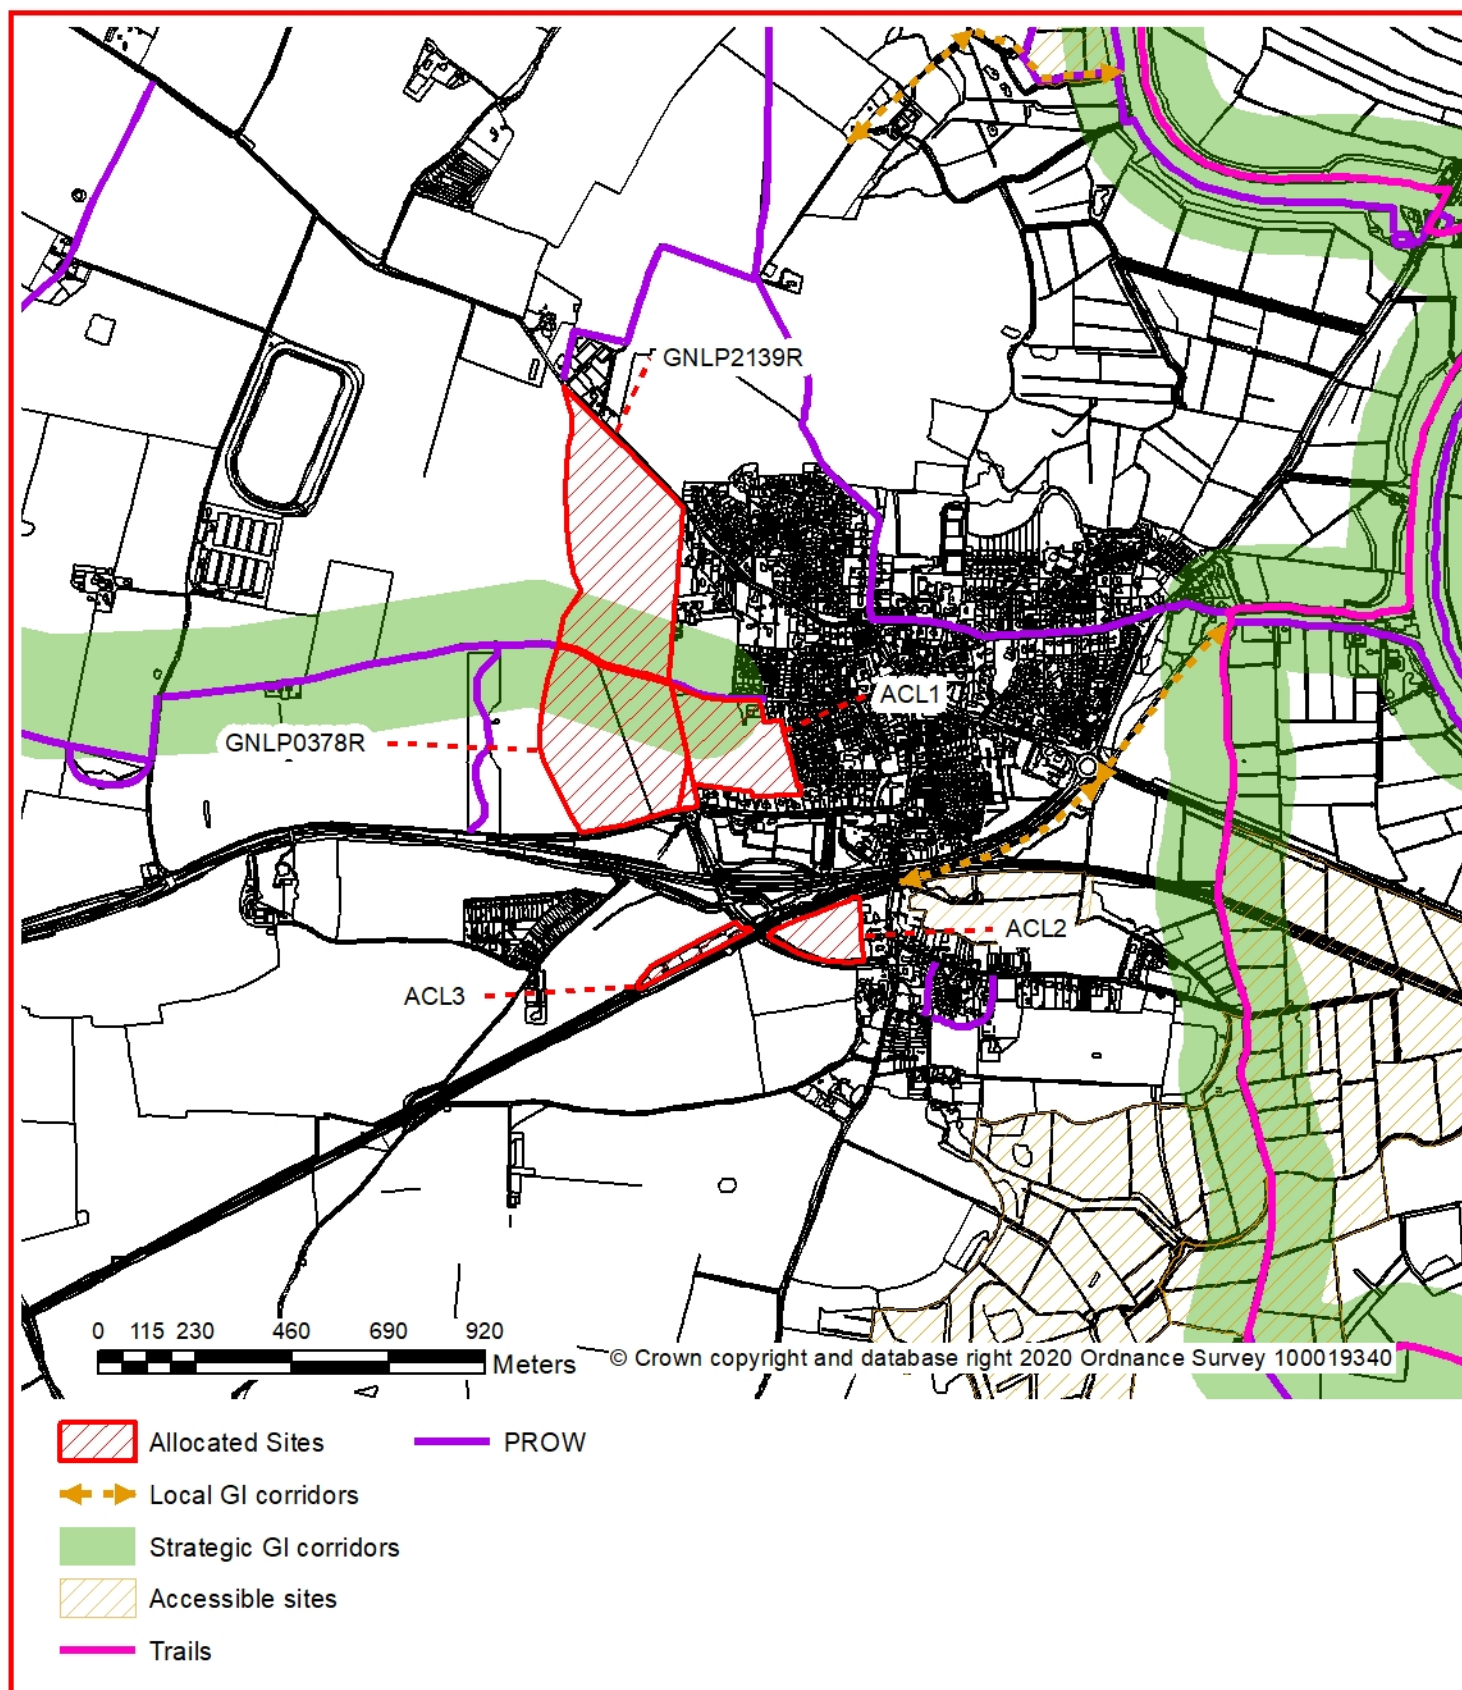 GNLP2139R
ACL1
GNLP0378R
ACL2
ACL3
0 115 230 460 690 920
Meters
© Crown copyright and database right 2020 Ordnance Survey 100019340
Allocated Sites
PROW
Local GI corridors
Strategic GI corridors
Accessible sites
Trails